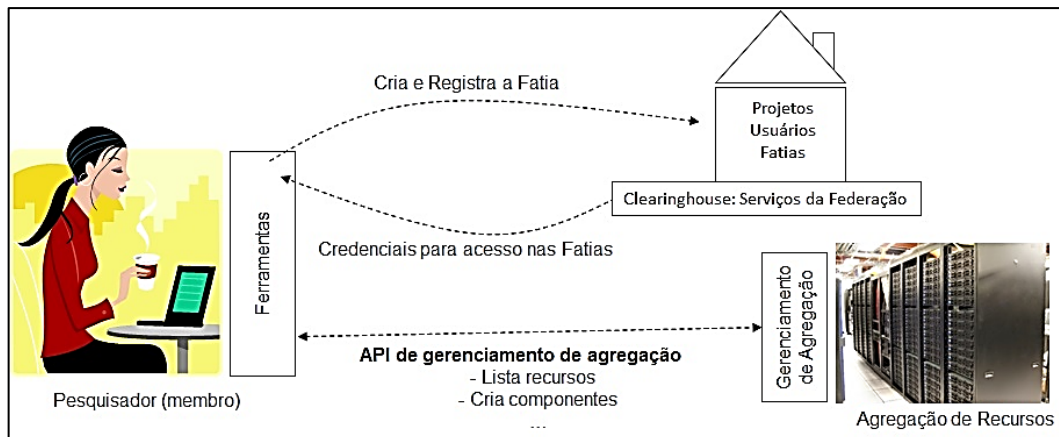 Cria e Registra a Fatia
Projetos
Usuários
Fatias
Clearinghouse: Serviços da Federação
Credenciais para acesso nas Fatias
Ferramentas
API de gerenciamento de agregação
- Lista recursos
- Cria componentes
...
Gerenciamento
de Agregação
Pesquisador (membro)
Agregação de Recursos